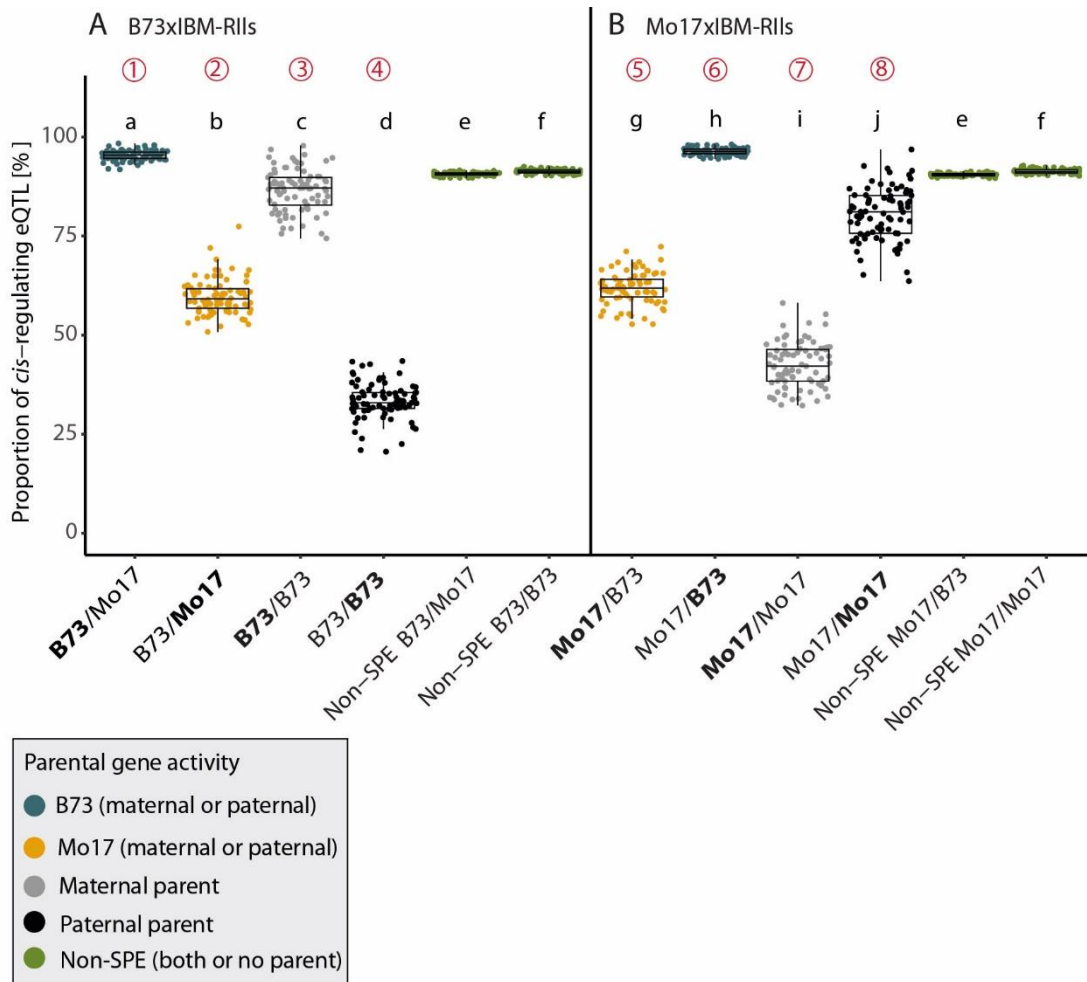 A B73xIBM-RIls
B Mo17xIBM-RIls
① ② ③ ④ ⑤ ⑥ ⑦ ⑧
a b c d e f g h i j e f
Proportion of cis−regulating eQTL [%]
100
75
50
25
0
B73/Mo17
B73/Mo17
B73/B73
B73/B73
Non−SPE B73/Mo17
Non−SPE B73/B73
Mo17/B73
Mo17/B73
Mo17/Mo17
Mo17/Mo17
Non−SPE Mo17/B73
Non−SPE Mo17/Mo17
Parental gene activity
B73 (maternal or paternal)
Mo17 (maternal or paternal)
Maternal parent
Paternal parent
Non-SPE (both or no parent)